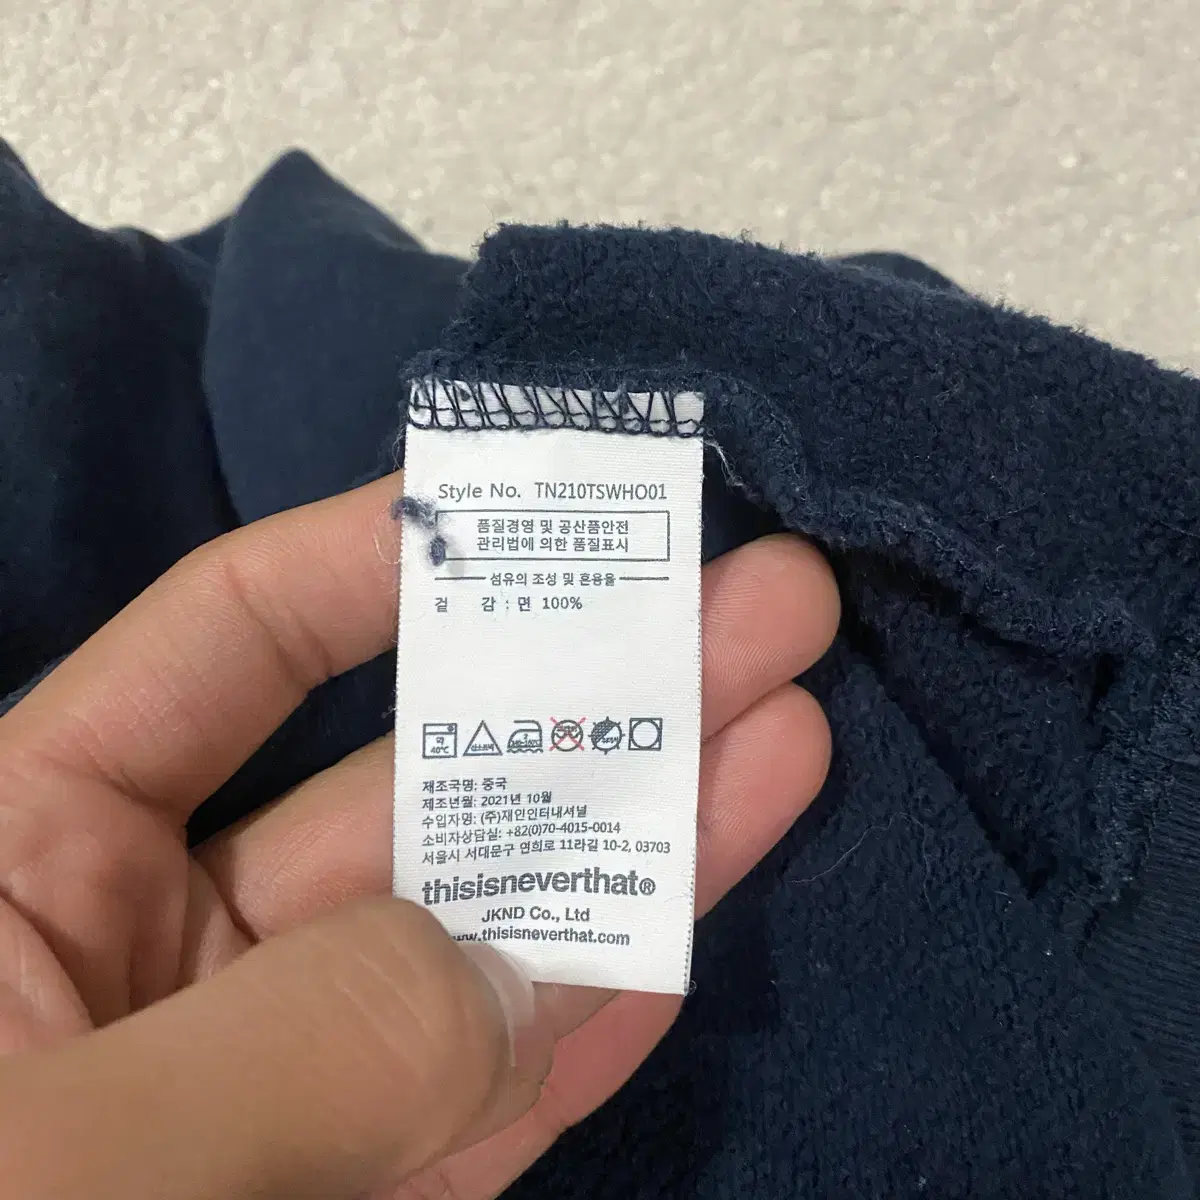 Style No. TN210TSWHO01
품질경영 및 공산품안전
관리법에 의한 품질표시
섬유의 조성 및 혼용율
겉 감 : 면 100%
약
40℃
제조국명: 중국
제조년월: 2021년 10월
수입자명: (주)제인인터내셔널
소비자상담실: +82(0)70-4015-0014
서울시 서대문구 연희로 11라길 10-2, 03703
thisisneverthat®
JKND Co., Ltd
www.thisisneverthat.com